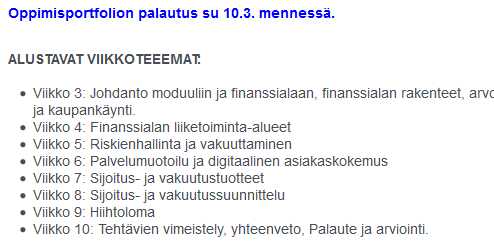 Oppimisportfolion palautus su 10.3. mennessä.
ALUSTAVAT VIIKKOTEEEMAT:
• Viikko 3: Johdanto moduuliin ja finanssialaan, finanssialan rakenteet,
ja kaupankäynti.
• Viikko 4: Finanssialan liiketoiminta-alueet
• Viikko 5: Riskienhallinta ja vakuuttaminen
• Viikko 6: Palvelumuotoilu ja digitaalinen asiakaskokemus
• Viikko 7: Sijoitus- ja vakuutustuotteet
• Viikko 8: Sijoitus- ja vakuutussuunnittelu
• Viikko 9: Hiihtoloma
• Viikko 10: Tehtävien vimeistely, yhteenveto, Palaute ja arviointi.